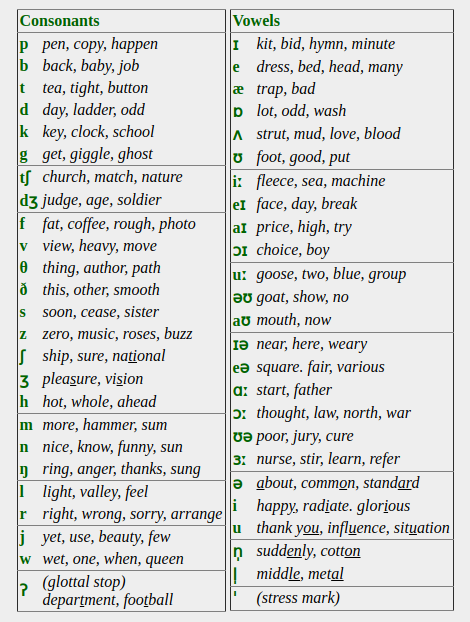 Consonants
p pen, copy, happen
b back, baby, job
t tea, tight, button
d day, ladder, odd
k key, clock, school
g get, giggle, ghost
tʃ church, match, nature
dʒ judge, age, soldier
f fat, coffee, rough, photo
v view, heavy, move
θ thing, author, path
ð this, other, smooth
s soon, cease, sister
z zero, music, roses, buzz
ʃ ship, sure, national
ʒ pleasure, vision
h hot, whole, ahead
m more, hammer, sum
n nice, know, funny, sun
ŋ ring, anger, thanks, sung
l light, valley, feel
r right, wrong, sorry, arrange
j yet, use, beauty, few
w wet, one, when, queen
ʔ (glottal stop)
department, football
Vowels
ɪ kit, bid, hymn, minute
e dress, bed, head, many
æ trap, bad
ɒ lot, odd, wash
ʌ strut, mud, love, blood
ʊ foot, good, put
iː fleece, sea, machine
eɪ face, day, break
aɪ price, high, try
ɔɪ choice, boy
uː goose, two, blue, group
əʊ goat, show, no
aʊ mouth, now
ɪə near, here, weary
eə square. fair, various
ɑː start, father
ɔː thought, law, north, war
ʊə poor, jury, cure
ɜː nurse, stir, learn, refer
ə about, common, standard
i happy, radiate. glorious
u thank you, influence, situation
n̩ suddenly, cotton
l̩ middle, metal
ˈ (stress mark)